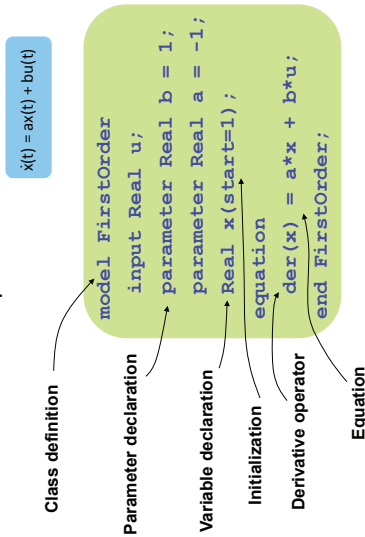 ẋ(t) = ax(t) + bu(t)
Class definition
Parameter declaration
Variable declaration
Initialization
Derivative operator
Equation
model FirstOrder
input Real u;
parameter Real b = 1;
parameter Real a = -1;
Real x(start=1);
equation
der(x) = a*x + b*u;
end FirstOrder;